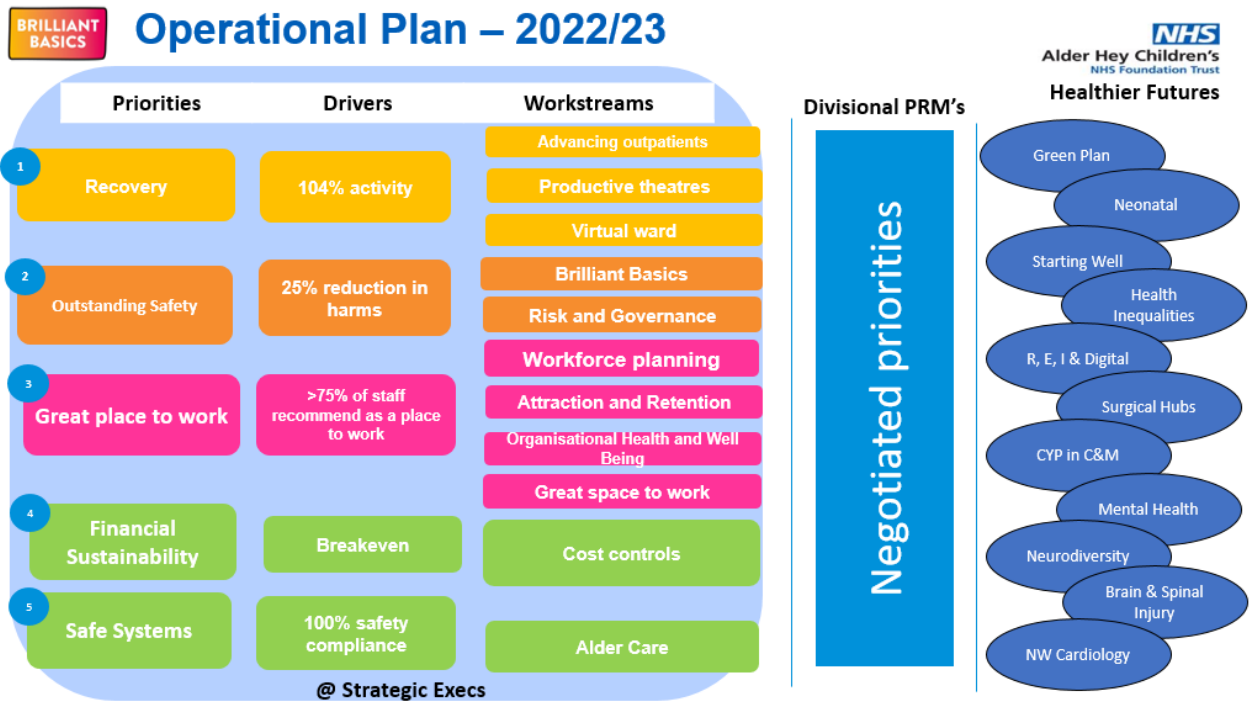 BRILLIANT
BASICS
Operational Plan – 2022/23
NHS
Alder Hey Children's
NHS Foundation Trust
Priorities
Drivers
Workstreams
1
Recovery
104% activity
Advancing outpatients
Productive theatres
Virtual ward
2
Outstanding Safety
25% reduction in
harms
Brilliant Basics
Risk and Governance
3
Great place to work
>75% of staff
recommend as a place
to work
Workforce planning
Attraction and Retention
Organisational Health and Well
Being
Great space to work
4
Financial
Sustainability
Breakeven
Cost controls
5
Safe Systems
100% safety
compliance
Alder Care
@ Strategic Execs
Divisional PRM's
Negotiated priorities
Healthier Futures
Green Plan
Neonatal
Starting Well
Health
Inequalities
R, E, I & Digital
Surgical Hubs
CYP in C&M
Mental Health
Neurodiversity
Brain & Spinal
Injury
NW Cardiology